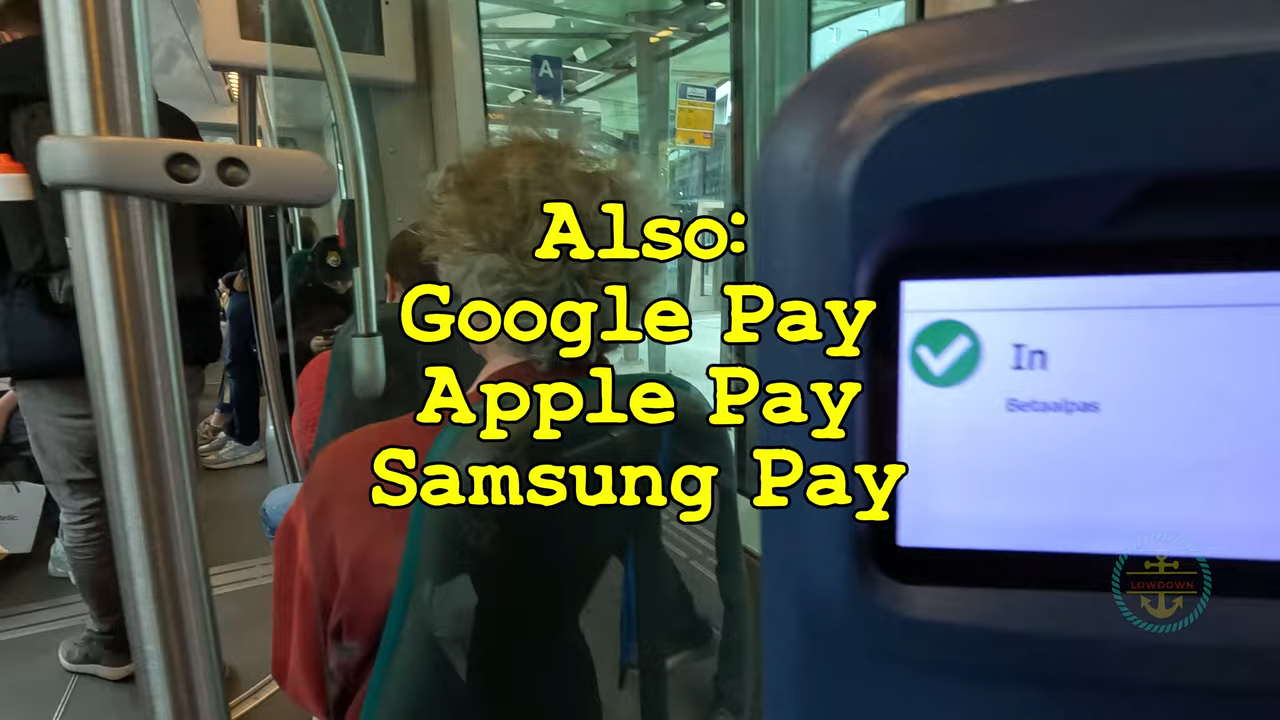 A
Also:
Google Pay
Apple Pay
Samsung Pay
In
Betaalpas
LOWDOWN